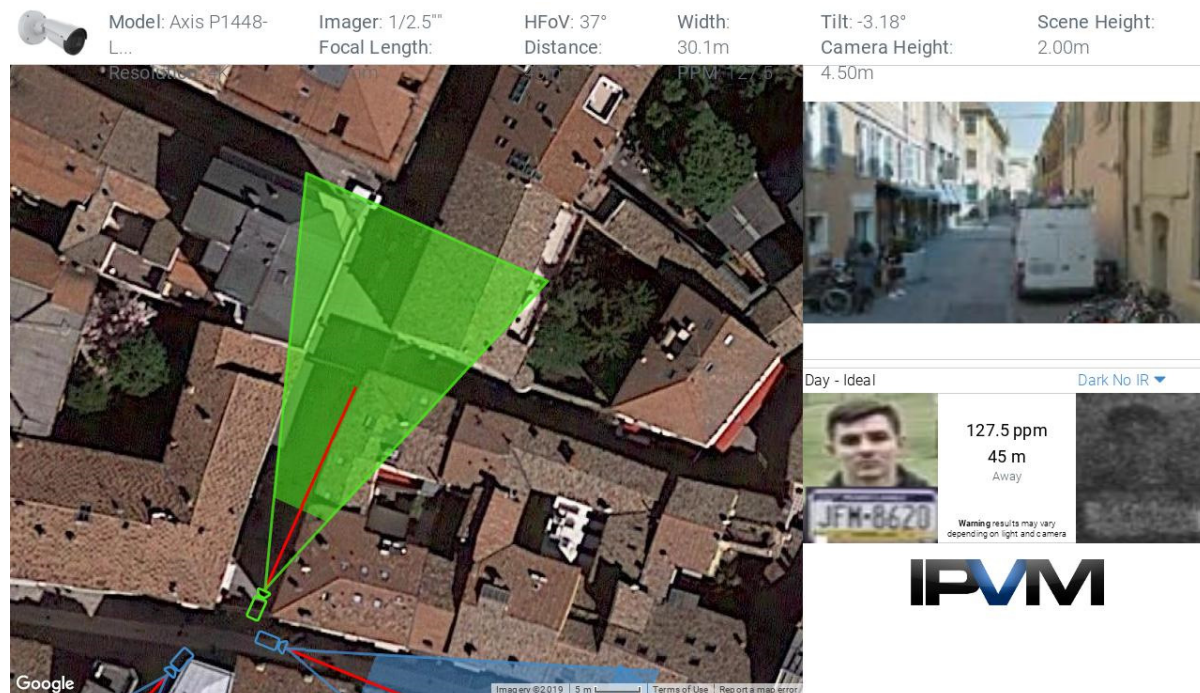 Model: Axis P1448-
L...
Imager: 1/2.5""
Focal Length:
HFoV: 37°
Distance:
Width:
30.1m
PPM: 127.5
Tilt: -3.18°
Camera Height:
4.50m
Scene Height:
2.00m
Day - Ideal
Dark No IR
127.5 ppm
45 m
Away
Warning results may vary
depending on light and camera
JFM-8620
IPVM
Google
Imagery ©2019
5 m
Terms of Use
Report a map error